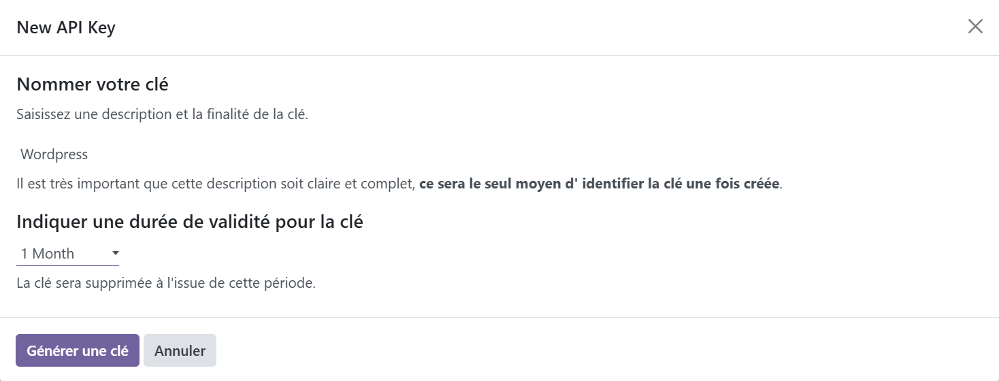 New API Key
Nommer votre clé
Saisissez une description et la finalité de la clé.
Wordpress
Il est très important que cette description soit claire et complet, ce sera le seul moyen d' identifier la clé une fois créée.
Indiquer une durée de validité pour la clé
1 Month
La clé sera supprimée à l'issue de cette période.
Générer une clé Annuler